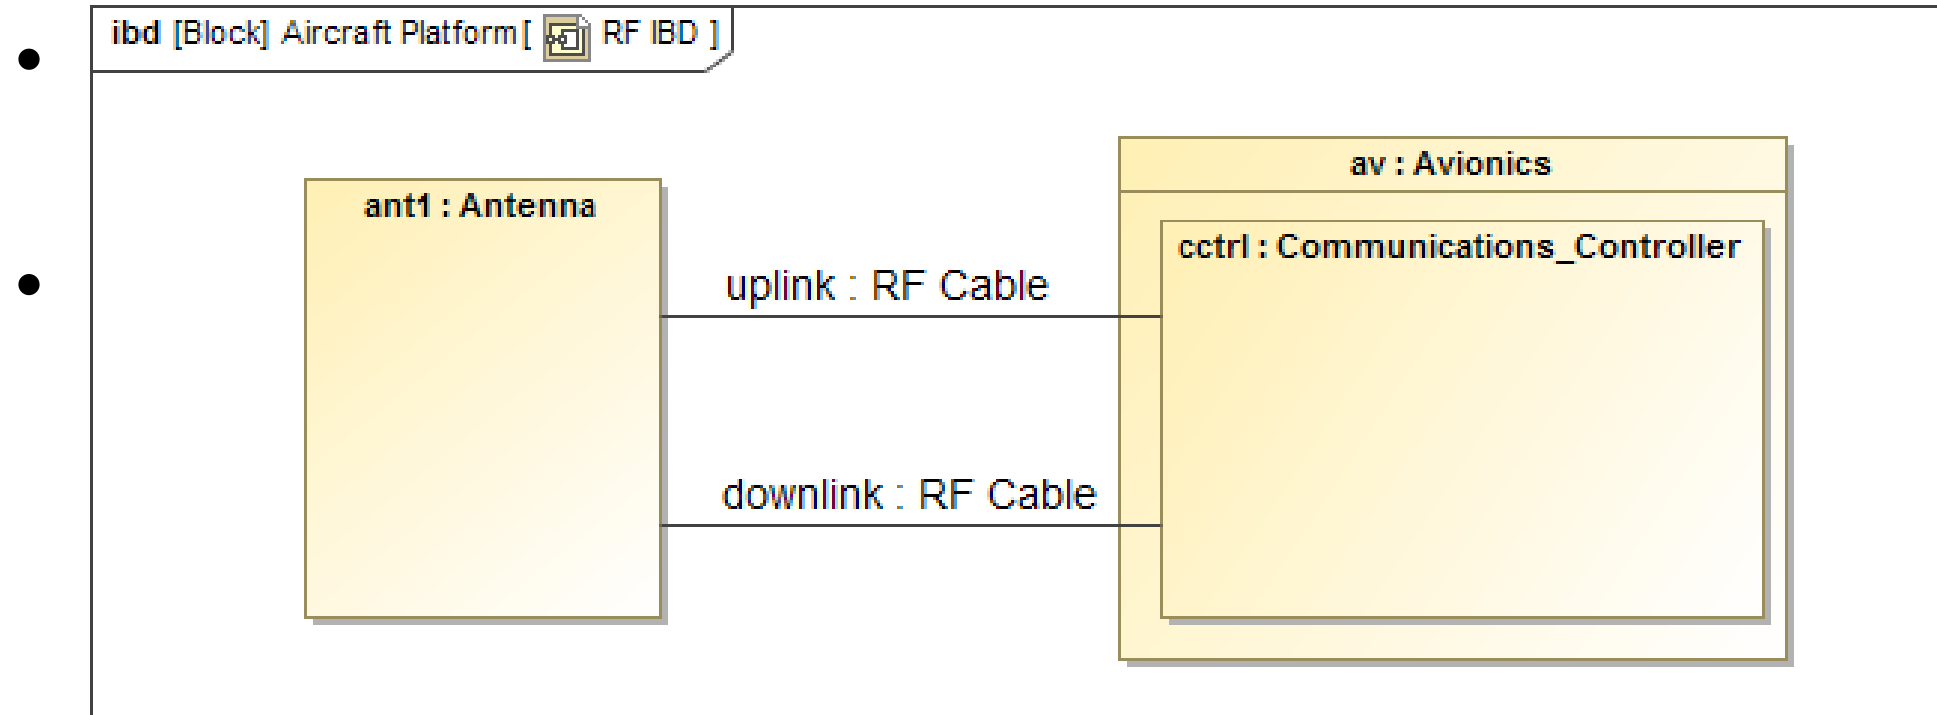 ibd [Block] Aircraft Platform[ RF IBD ]
av : Avionics
ant1 : Antenna
cctrl : Communications_Controller
uplink : RF Cable
downlink : RF Cable